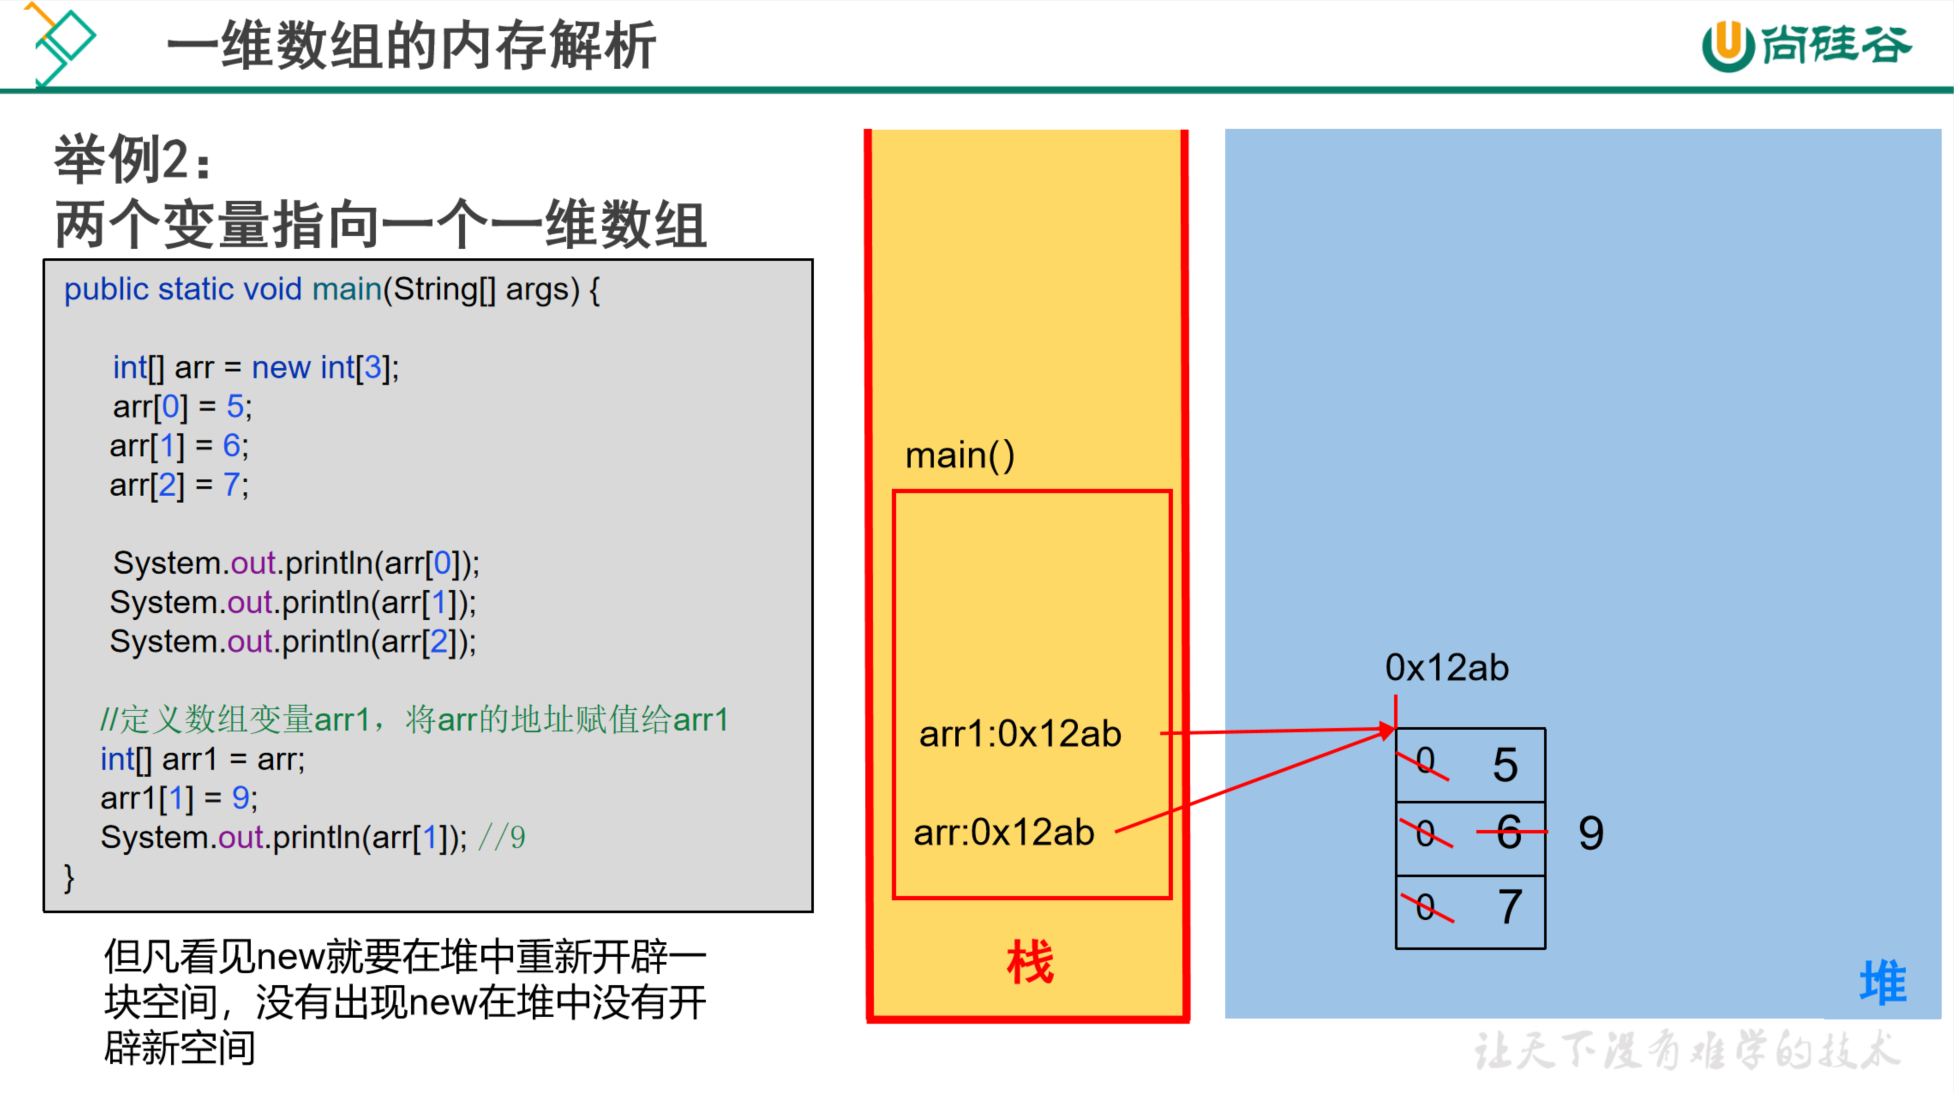 一维数组的内存解析
尚硅谷
举例2：
两个变量指向一个一维数组
public static void main(String[] args) {
int[] arr = new int[3];
arr[0] = 5;
arr[1] = 6;
arr[2] = 7;
System.out.println(arr[0]);
System.out.println(arr[1]);
System.out.println(arr[2]);
//定义数组变量arr1，将arr的地址赋值给arr1
int[] arr1 = arr;
arr1[1] = 9;
System.out.println(arr[1]); //9
}
但凡看见new就要在堆中重新开辟一
块空间，没有出现new在堆中没有开
辟新空间
main()
arr1:0x12ab
arr:0x12ab
栈
0x12ab
0 5
0 6 9
0 7
堆
让天下没有难学的技术